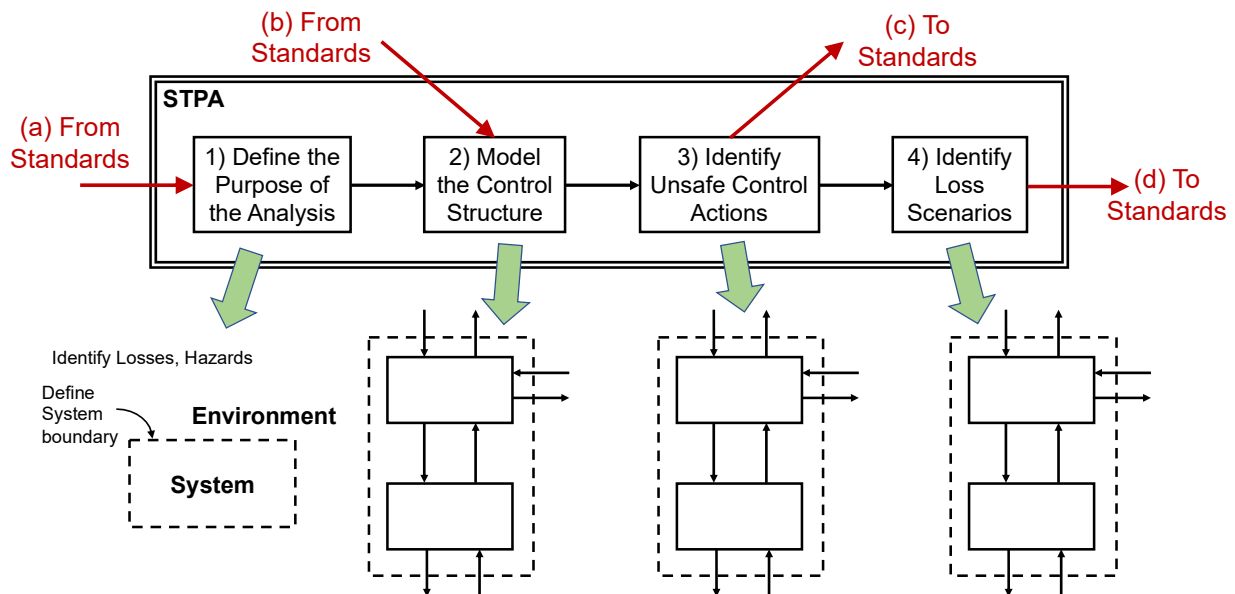 (b) From
Standards
(c) To
Standards
STPA
(a) From
Standards
1) Define the
Purpose of
the Analysis
2) Model
the Control
Structure
3) Identify
Unsafe Control
Actions
4) Identify
Loss
Scenarios
(d) To
Standards
Identify Losses, Hazards
Define
System
boundary
Environment
System